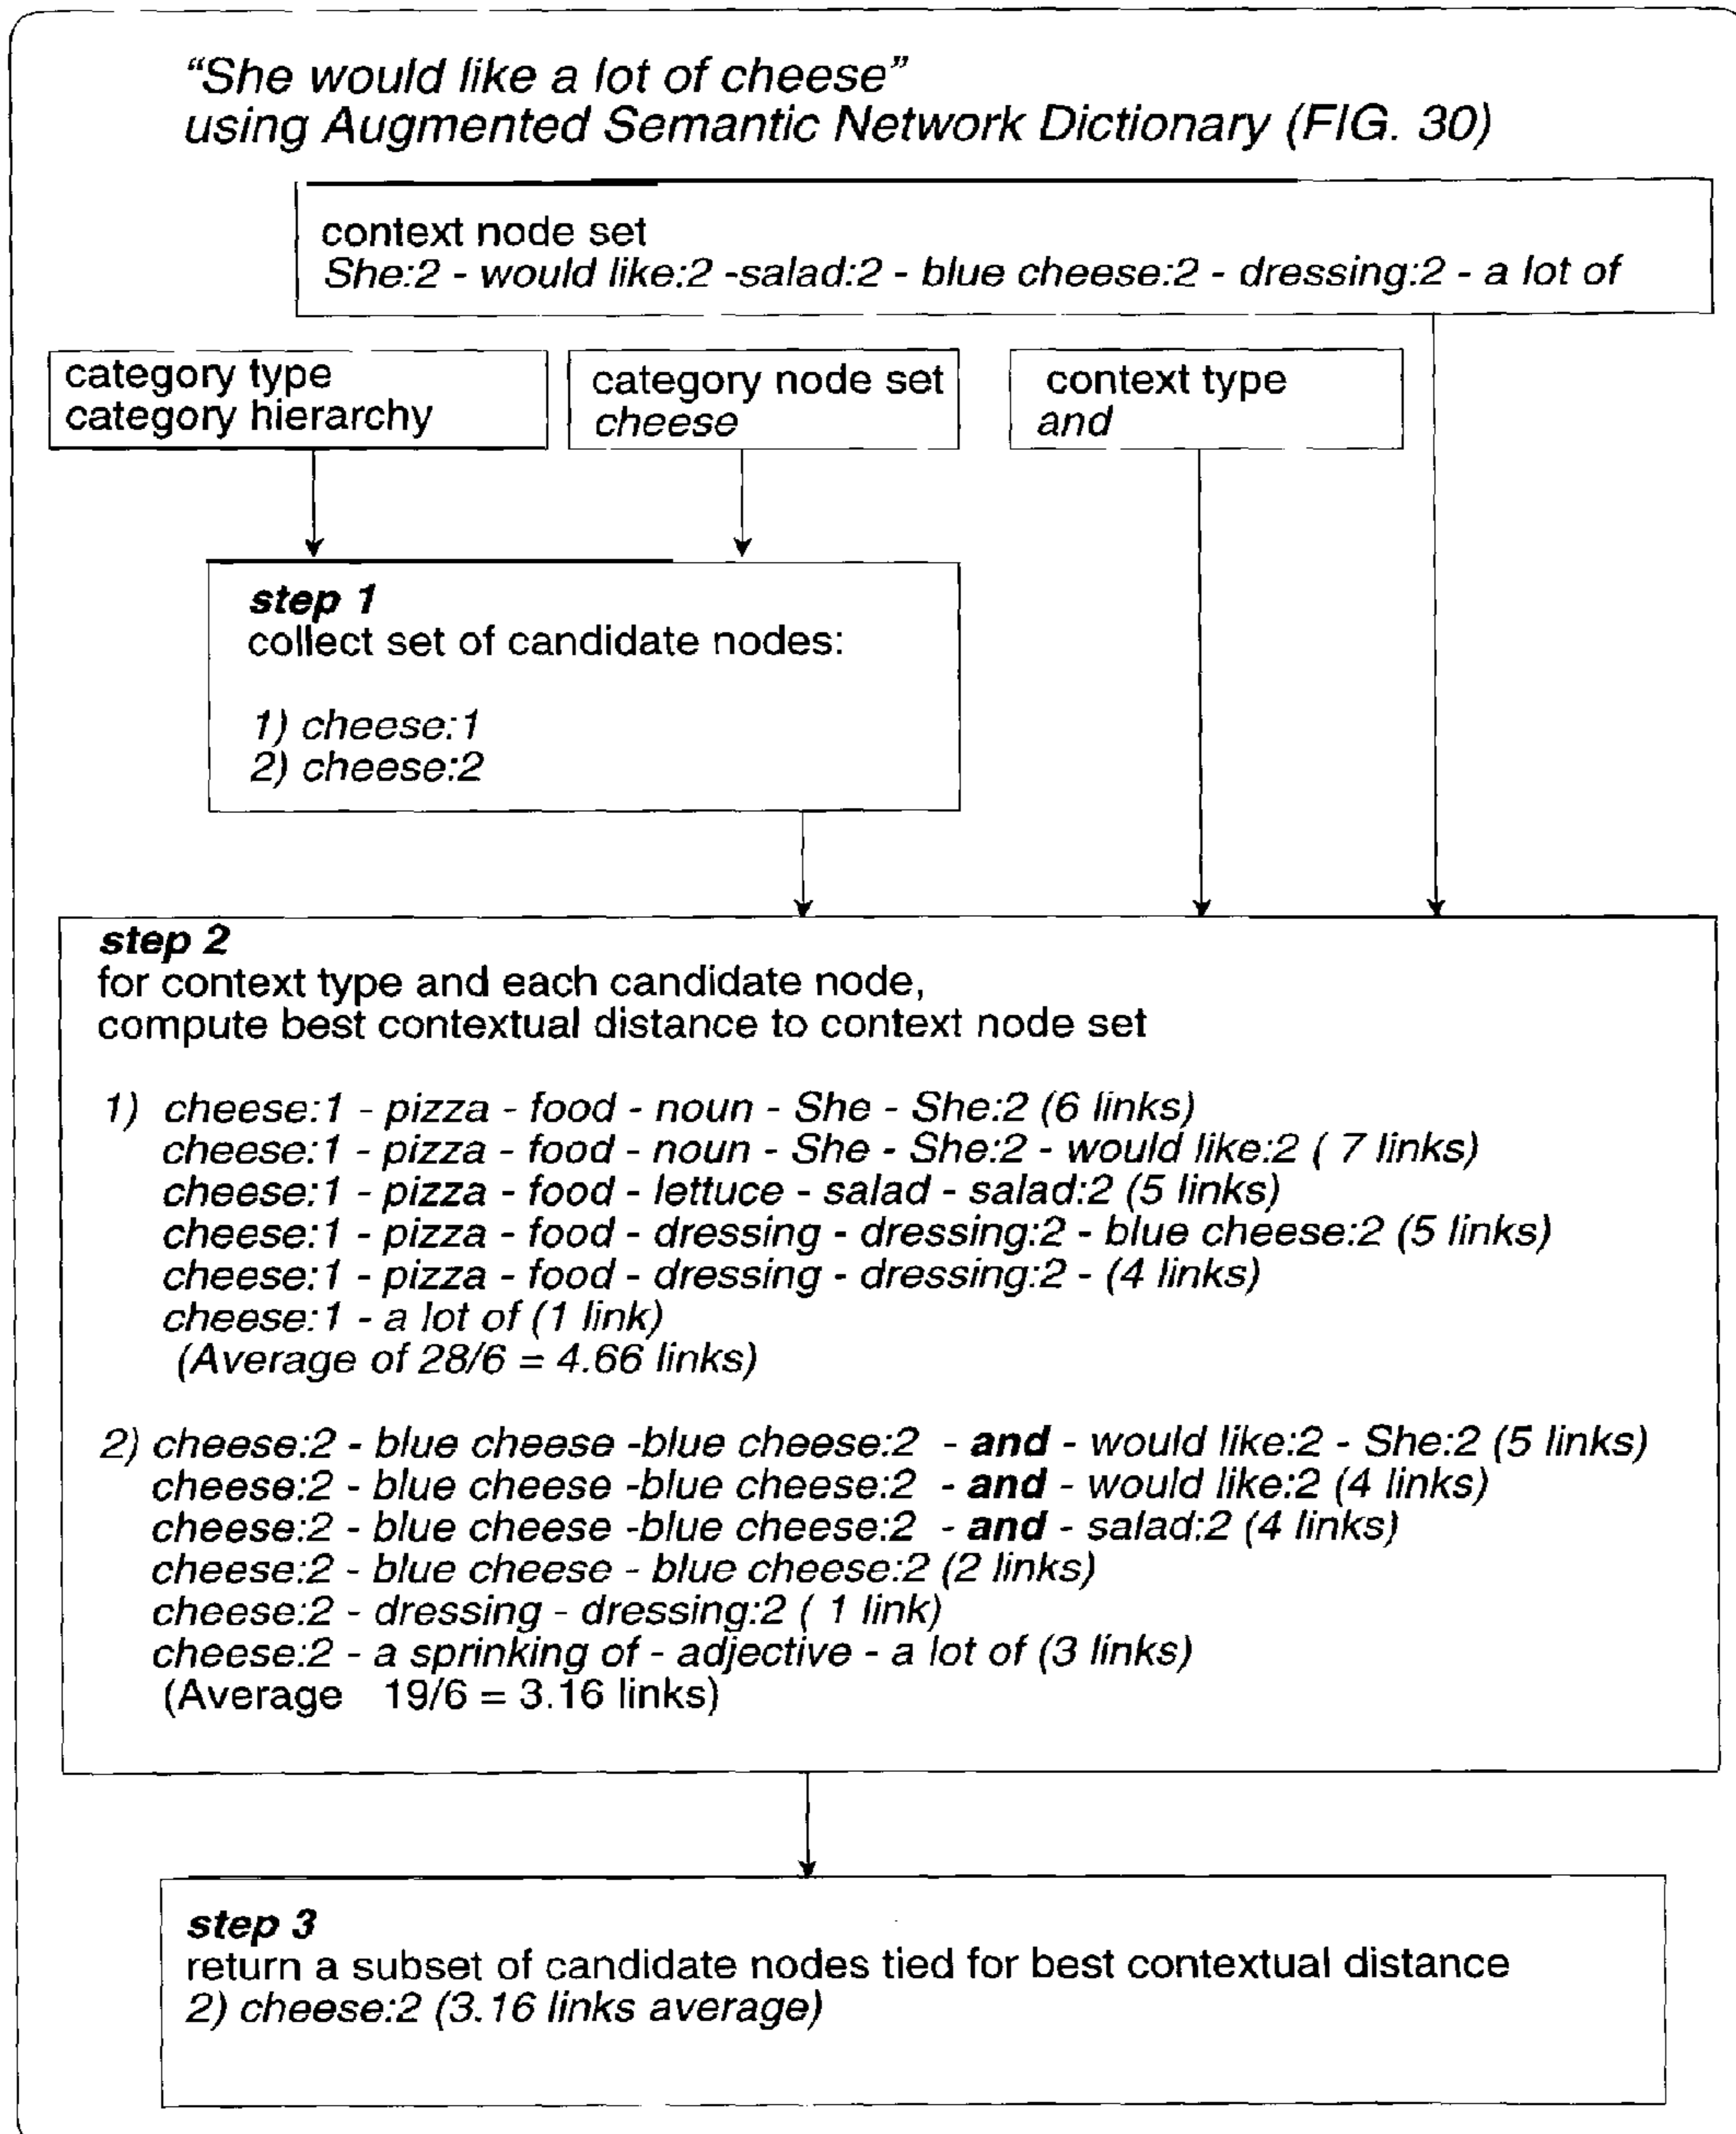 “She would like a lot of cheese”
using Augmented Semantic Network Dictionary (FIG. 30)
context node set
She:2 - would like:2 -salad:2 - blue cheese:2 - dressing:2 - a lot of
category type
category hierarchy
category node set
cheese
context type
and
step 1
collect set of candidate nodes:
1) cheese:1
2) cheese:2
step 2
for context type and each candidate node,
compute best contextual distance to context node set
1) cheese:1 - pizza - food - noun - She - She:2 (6 links)
cheese:1 - pizza - food - noun - She - She:2 - would like:2 ( 7 links)
cheese:1 - pizza - food - lettuce - salad - salad:2 (5 links)
cheese:1 - pizza - food - dressing - dressing:2 - blue cheese:2 (5 links)
cheese:1 - pizza - food - dressing - dressing:2 - (4 links)
cheese:1 - a lot of (1 link)
(Average of 28/6 = 4.66 links)
2) cheese:2 - blue cheese -blue cheese:2 - and - would like:2 - She:2 (5 links)
cheese:2 - blue cheese -blue cheese:2 - and - would like:2 (4 links)
cheese:2 - blue cheese -blue cheese:2 - and - salad:2 (4 links)
cheese:2 - blue cheese - blue cheese:2 (2 links)
cheese:2 - dressing - dressing:2 ( 1 link)
cheese:2 - a sprinking of - adjective - a lot of (3 links)
(Average 19/6 = 3.16 links)
step 3
return a subset of candidate nodes tied for best contextual distance
2) cheese:2 (3.16 links average)